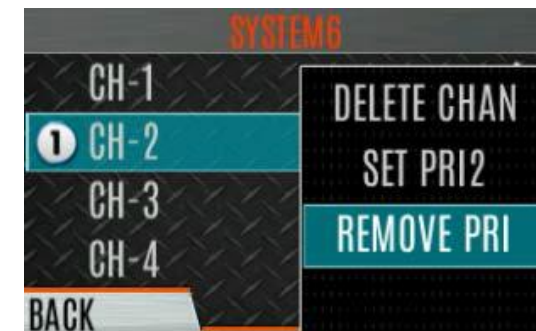 SYSTEM6
CH-1
1 CH-2
CH-3
CH-4
DELETE CHAN
SET PRI2
REMOVE PRI
BACK